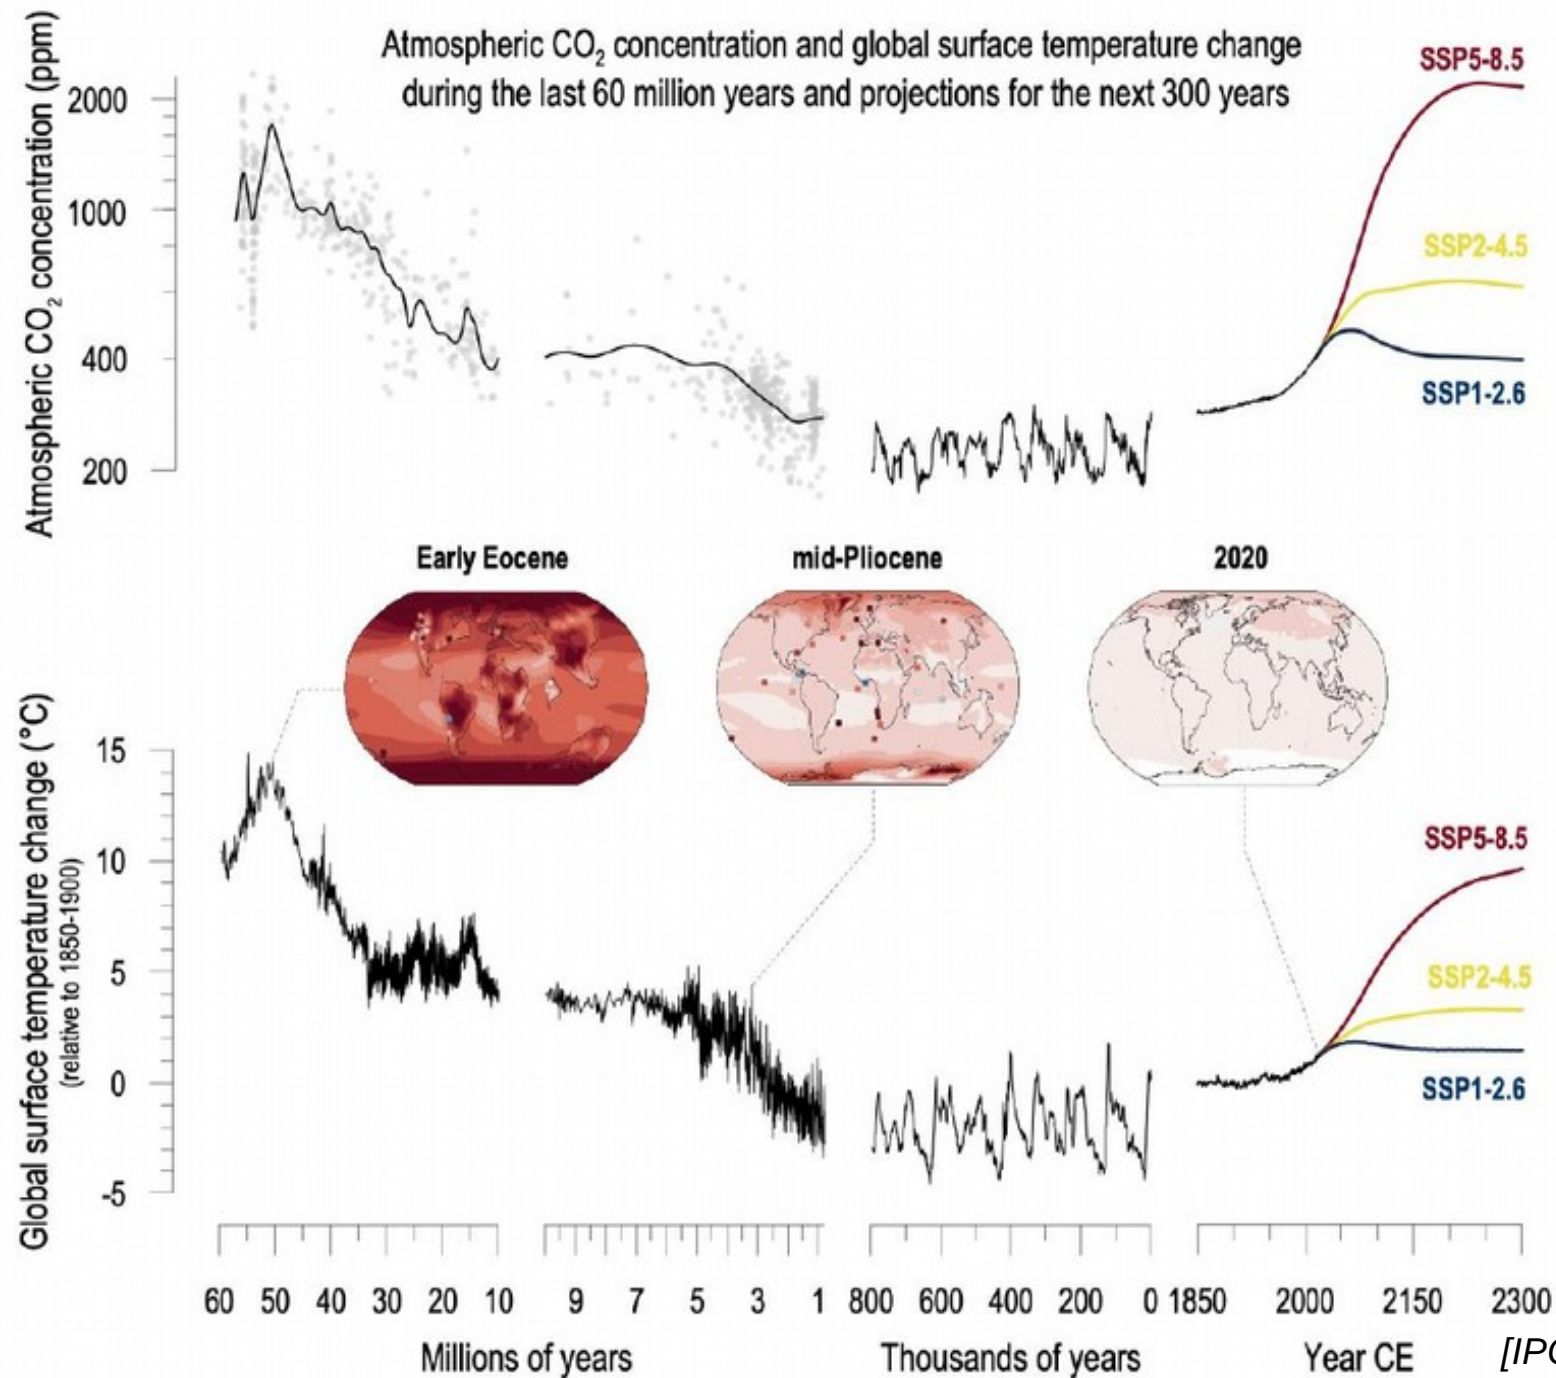 Atmospheric CO₂ concentration and global surface temperature change
during the last 60 million years and projections for the next 300 years
Atmospheric CO₂ concentration (ppm)
2000
1000
400
200
SSP5-8.5
SSP2-4.5
SSP1-2.6
Early Eocene
mid-Pliocene
2020
Global surface temperature change (°C)
(relative to 1850-1900)
15
10
5
0
-5
SSP5-8.5
SSP2-4.5
SSP1-2.6
60 50 40 30 20 10 9 7 5 3 1 800 600 400 200 0 1850 2000 2150 2300
Millions of years Thousands of years Year CE